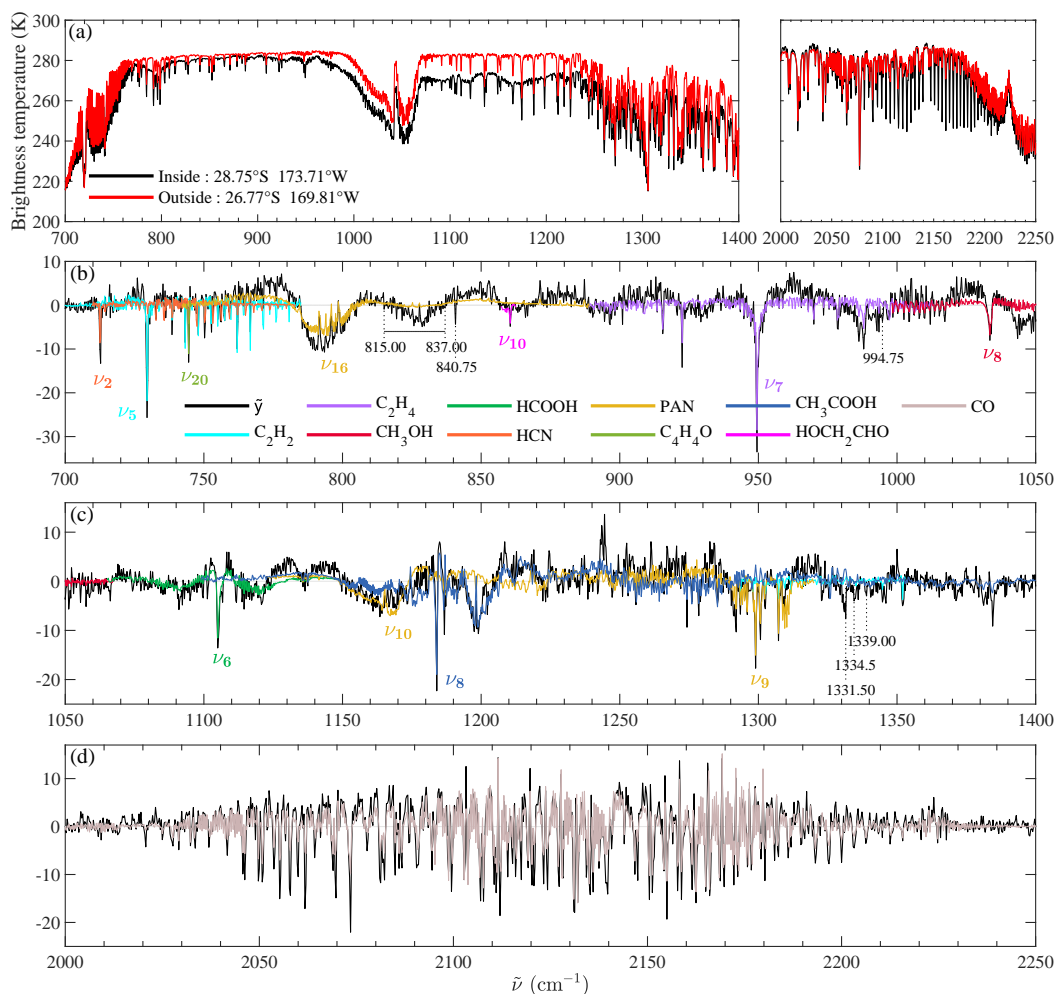 (a)
Brightness temperature (K)
300
280
260
240
220
200
Inside : 28.75°S 173.71°W
Outside : 26.77°S 169.81°W
700 800 900 1000 1100 1200 1300 1400
2000 2050 2100 2150 2200 2250
(b)
10
0
-10
-20
-30
ν₂
ν₅
ν₂₀
ν₁₆
815.00 837.00
840.75
ν₁₀
ν₇
994.75
ν₈
ỹ C₂H₄ HCOOH PAN CH₃COOH CO
C₂H₂ CH₃OH HCN C₄H₄O HOCH₂CHO
700 750 800 850 900 950 1000 1050
(c)
10
0
-10
-20
ν₆
ν₁₀
ν₈
ν₉
1339.00
1334.5
1331.50
1050 1100 1150 1200 1250 1300 1350 1400
(d)
10
0
-10
-20
2000 2050 2100 2150 2200 2250
ν̃ (cm⁻¹)